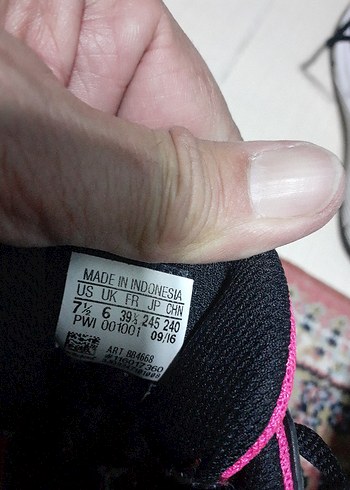 MADE IN INDONESIA
US UK FR JP CHN
7½ 6 39⅓ 245 240
PWI 001001 09/16
ART BB4668